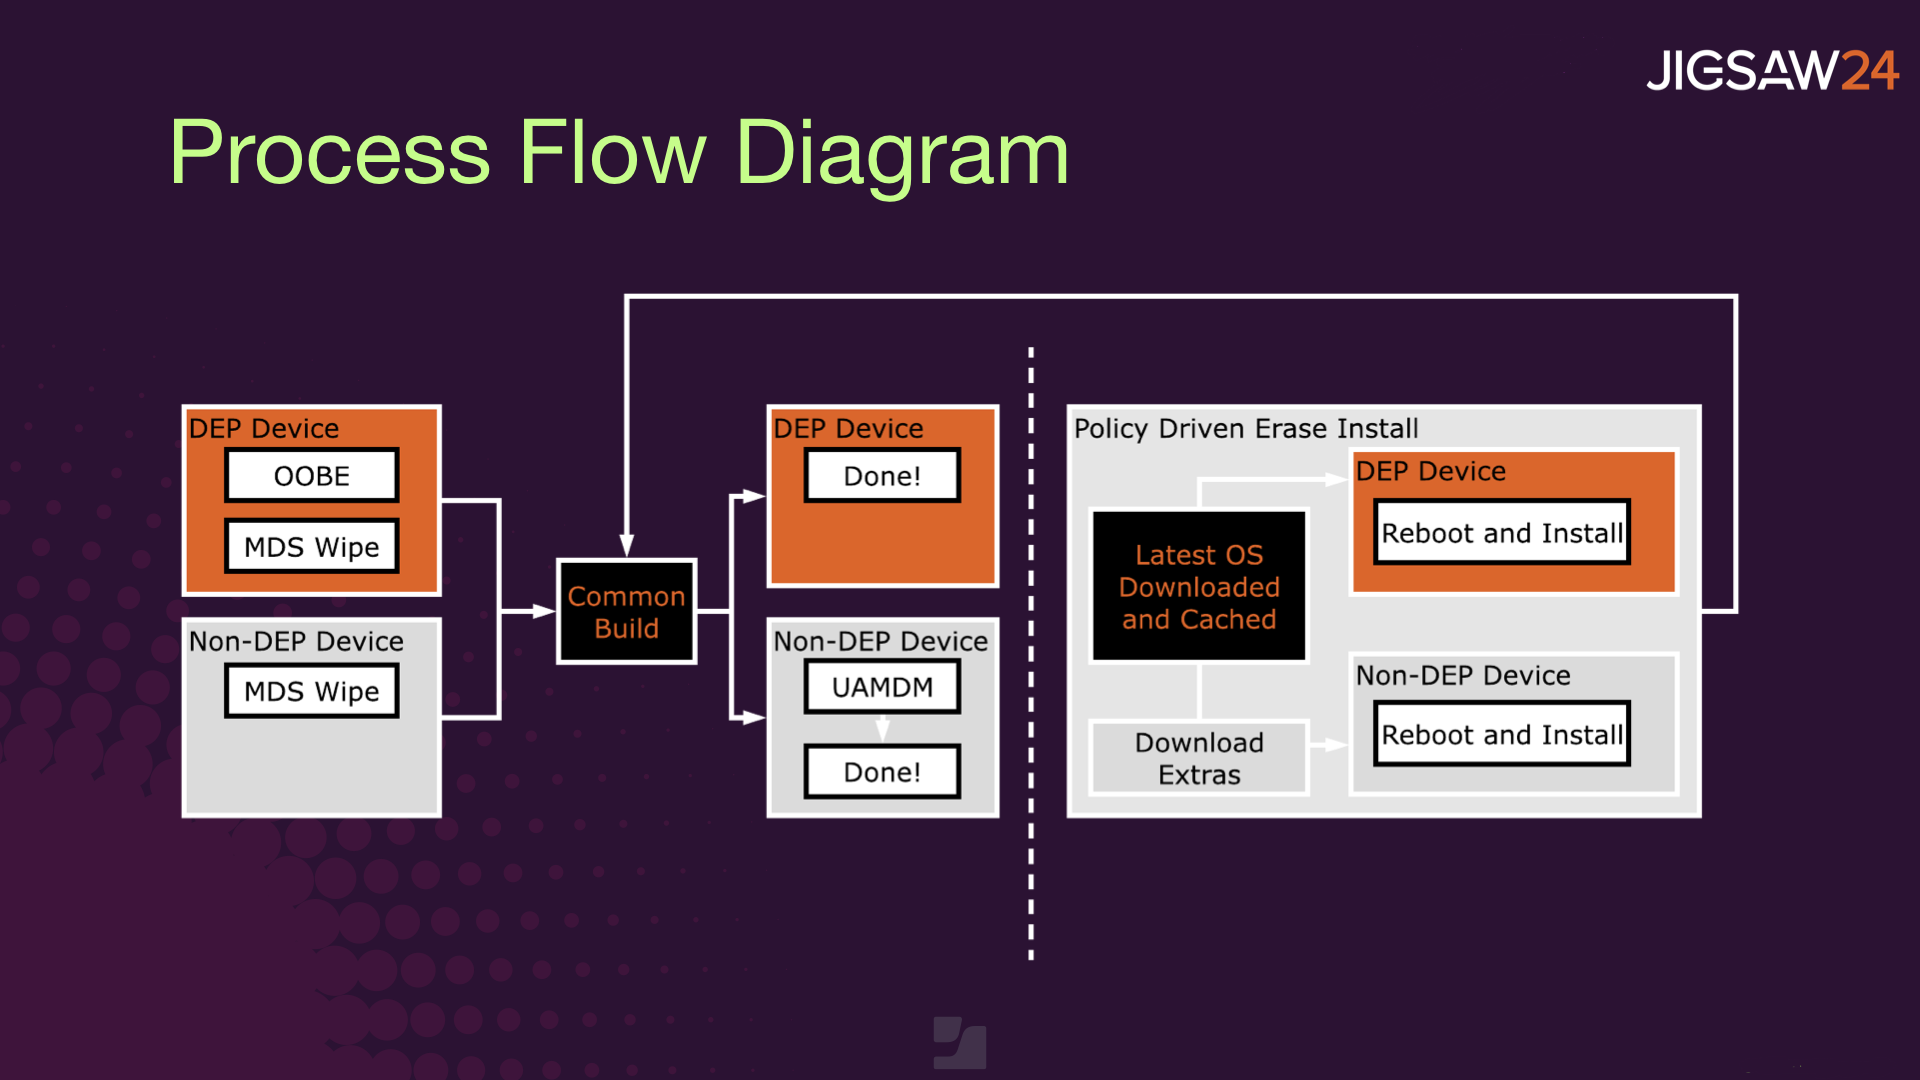 JIGSAW24
Process Flow Diagram
DEP Device
OOBE
MDS Wipe
Non-DEP Device
MDS Wipe
Common
Build
DEP Device
Done!
Non-DEP Device
UAMDM
Done!
Policy Driven Erase Install
Latest OS
Downloaded
and Cached
Download
Extras
DEP Device
Reboot and Install
Non-DEP Device
Reboot and Install